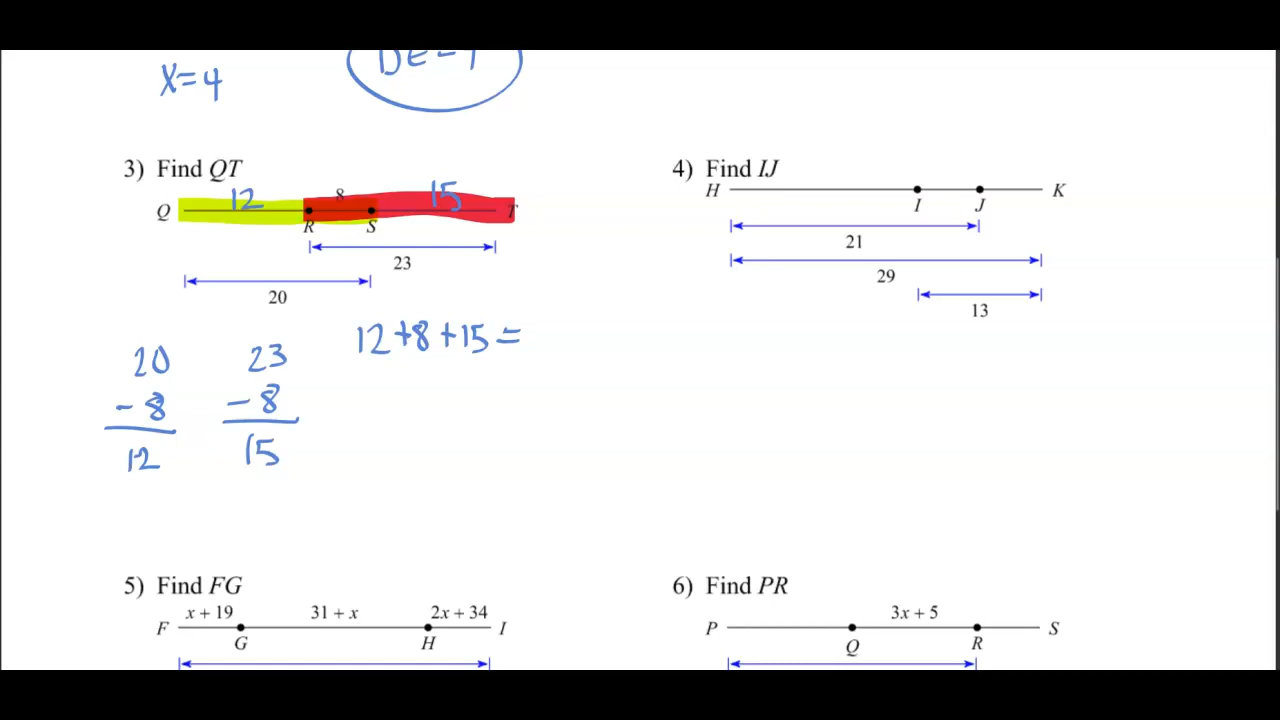 x=4
DE=
3) Find QT
12 8 15
Q R S T
23
20
20
- 8
12
23
- 8
15
12+8+15=
4) Find IJ
H I J K
21
29
13
5) Find FG
x + 19 31 + x 2x + 34
F G H I
6) Find PR
3x + 5
P Q R S